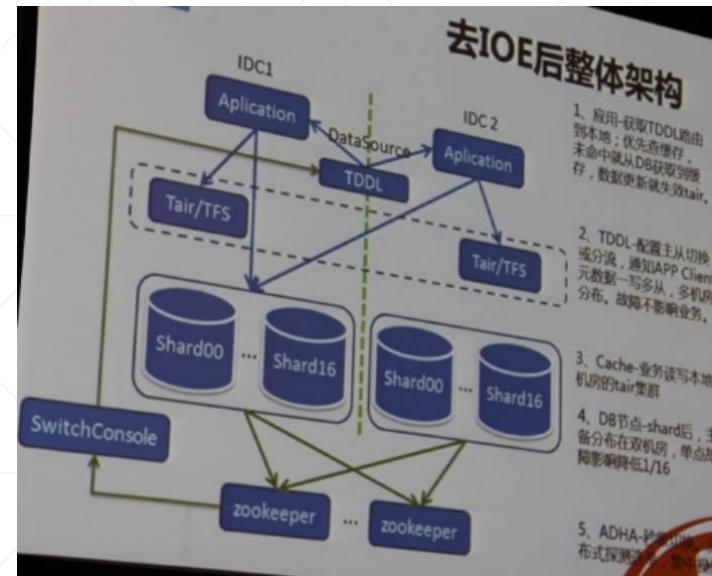 去IOE后整体架构
IDC1
Aplication
DataSource
IDC 2
Aplication
TDDL
Tair/TFS
Tair/TFS
Shard00
...
Shard16
Shard00
...
Shard16
SwitchConsole
zookeeper
...
zookeeper
1、应用-获取TDDL路由
到本地；优先查缓存，
未命中就从DB获取到缓
存，数据更新就失效tair。
2、TDDL-配置主从切换
或分流，通知APP Client
元数据一写多从，多机房
分布。故障不影响业务。
3、Cache-业务读写本地
机房的tair集群
4、DB节点-shard后，主
备分布在双机房，单点故
障影响降低1/16
5、ADHA-秒
布式探测